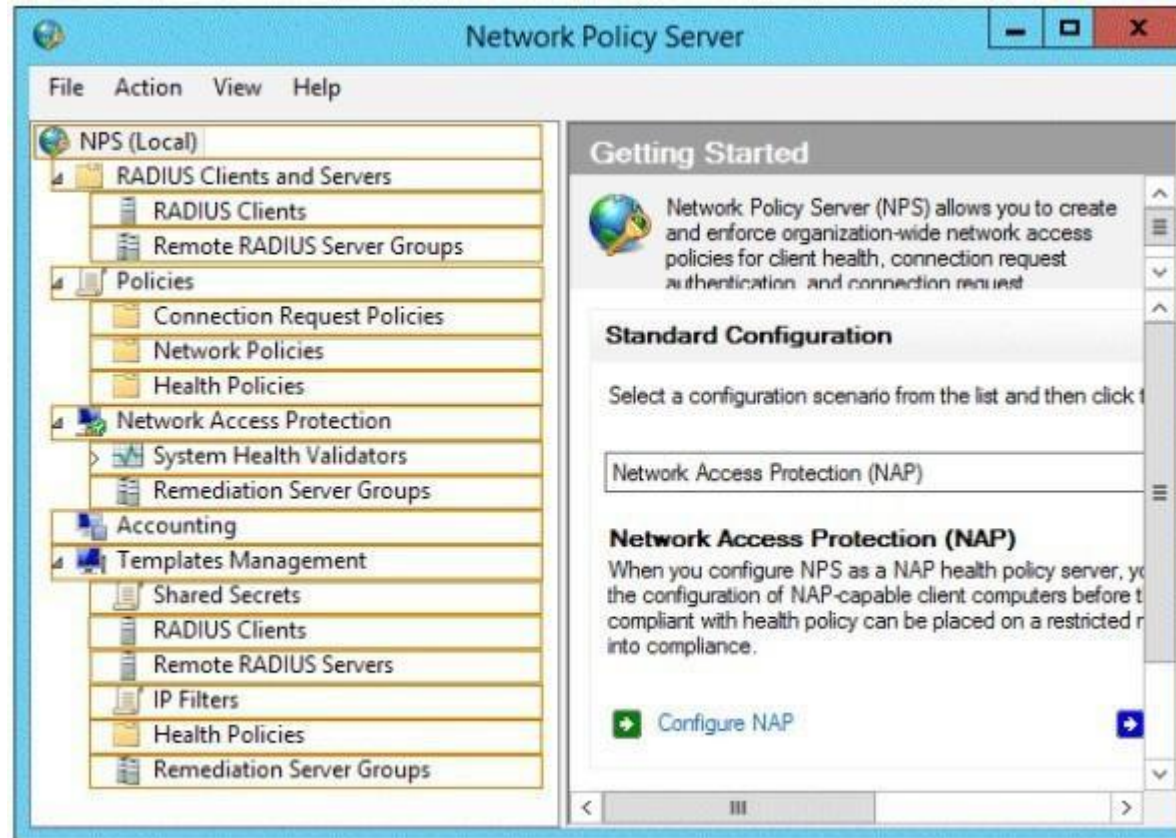 Network Policy Server
File Action View Help
NPS (Local)
RADIUS Clients and Servers
RADIUS Clients
Remote RADIUS Server Groups
Policies
Connection Request Policies
Network Policies
Health Policies
Network Access Protection
System Health Validators
Remediation Server Groups
Accounting
Templates Management
Shared Secrets
RADIUS Clients
Remote RADIUS Servers
IP Filters
Health Policies
Remediation Server Groups
Getting Started
Network Policy Server (NPS) allows you to create
and enforce organization-wide network access
policies for client health, connection request
authentication, and connection request
Standard Configuration
Select a configuration scenario from the list and then click
Network Access Protection (NAP)
Network Access Protection (NAP)
When you configure NPS as a NAP health policy server,
the configuration of NAP-capable client computers before
compliant with health policy can be placed on a restricted
into compliance.
Configure NAP